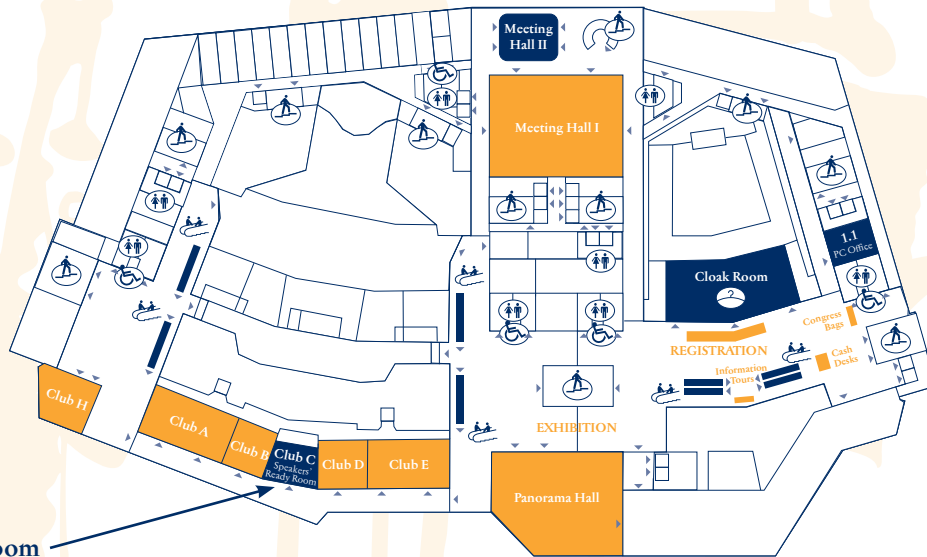 Meeting
Hall II
Meeting Hall I
1.1
PC Office
Cloak Room
Congress
Bags
REGISTRATION
Cash
Desks
Information
Tours
Club H
Club A
Club B
Club C
Speakers'
Ready Room
Club D
Club E
EXHIBITION
Panorama Hall
oom